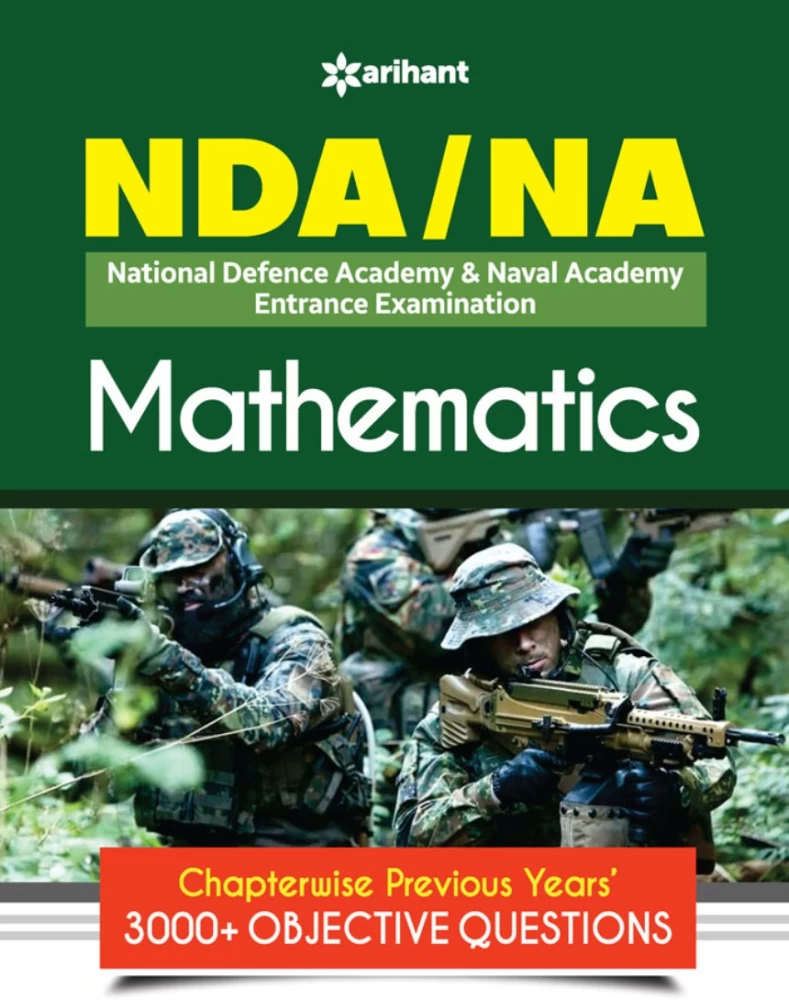 arihant
NDA/NA
National Defence Academy & Naval Academy
Entrance Examination
Mathematics
Chapterwise Previous Years'
3000+ OBJECTIVE QUESTIONS